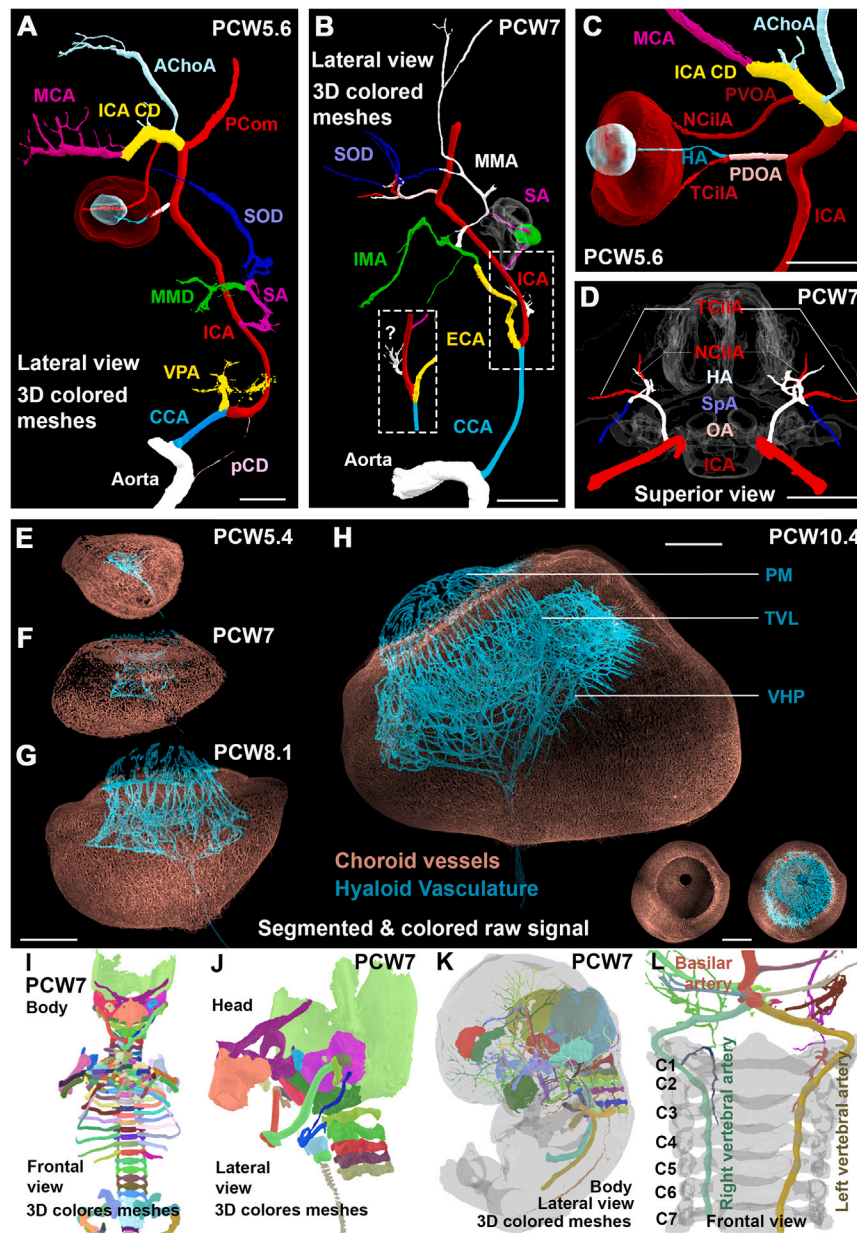 A
PCW5.6
AChoA
MCA
ICA CD
PCom
SOD
MMD
SA
ICA
Lateral view
3D colored
meshes
VPA
CCA
Aorta
pCD
B
PCW7
Lateral view
3D colored
meshes
SOD
MMA
SA
IMA
ICA
?
ECA
CCA
Aorta
C
MCA
AChoA
ICA CD
PVOA
NCilA
HA
PDOA
TCilA
ICA
PCW5.6
D
PCW7
TCilA
NCilA
HA
SpA
OA
ICA
Superior view
E
PCW5.4
F
PCW7
G
PCW8.1
H
PCW10.4
PM
TVL
VHP
Choroid vessels
Hyaloid Vasculature
Segmented & colored raw signal
I
PCW7
Body
Frontal
view
3D colores meshes
J
PCW7
Head
Lateral
view
3D colores meshes
K
PCW7
Body
Lateral view
3D colored meshes
L
Basilar
artery
C1
C2
C3
C4
C5
C6
C7
Right vertebral artery
Left vertebral artery
Frontal view